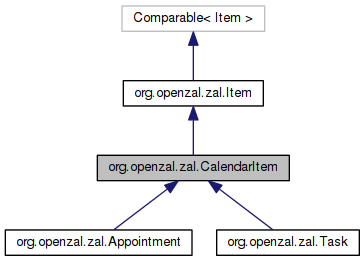 Comparable< Item >
org.openzal.zal.Item
org.openzal.zal.CalendarItem
org.openzal.zal.Appointment
org.openzal.zal.Task